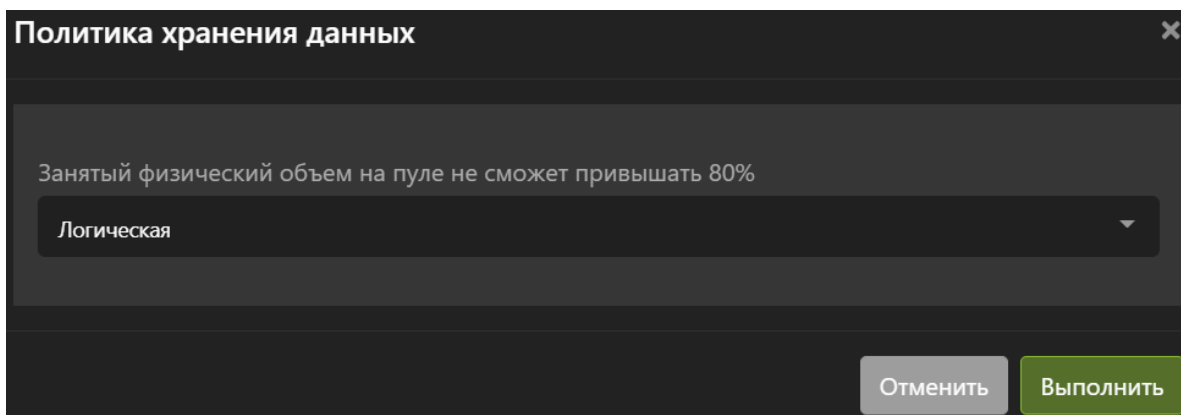 Политика хранения данных
Занятый физический объем на пуле не сможет привышать 80%
Логическая
Отменить
Выполнить